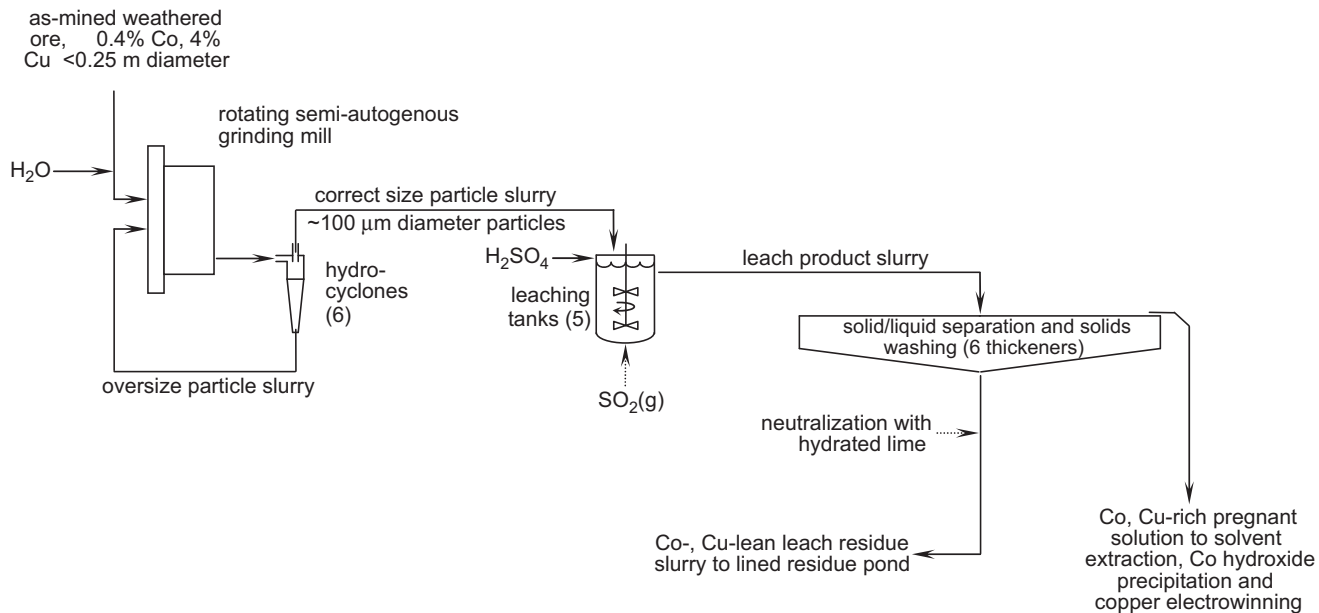 as-mined weathered
ore, 0.4% Co, 4%
Cu <0.25 m diameter
rotating semi-autogenous
grinding mill
H₂O
correct size particle slurry
~100 μm diameter particles
hydro-
cyclones
(6)
oversize particle slurry
H₂SO₄
leaching
tanks (5)
SO₂(g)
leach product slurry
solid/liquid separation and solids
washing (6 thickeners)
neutralization with
hydrated lime
Co-, Cu-lean leach residue
slurry to lined residue pond
Co, Cu-rich pregnant
solution to solvent
extraction, Co hydroxide
precipitation and
copper electrowinning